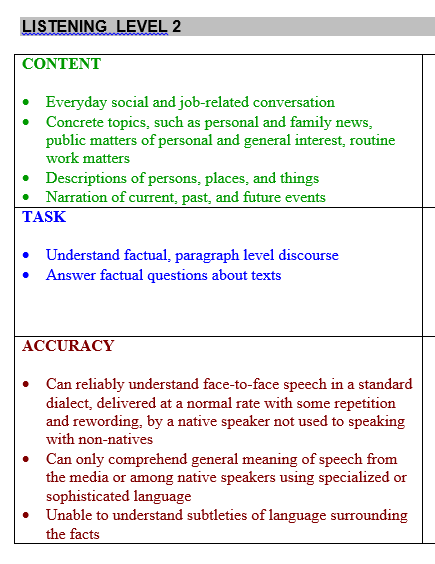 LISTENING LEVEL 2
CONTENT
• Everyday social and job-related conversation
• Concrete topics, such as personal and family news,
public matters of personal and general interest, routine
work matters
• Descriptions of persons, places, and things
• Narration of current, past, and future events
TASK
• Understand factual, paragraph level discourse
• Answer factual questions about texts
ACCURACY
• Can reliably understand face-to-face speech in a standard
dialect, delivered at a normal rate with some repetition
and rewording, by a native speaker not used to speaking
with non-natives
• Can only comprehend general meaning of speech from
the media or among native speakers using specialized or
sophisticated language
• Unable to understand subtleties of language surrounding
the facts